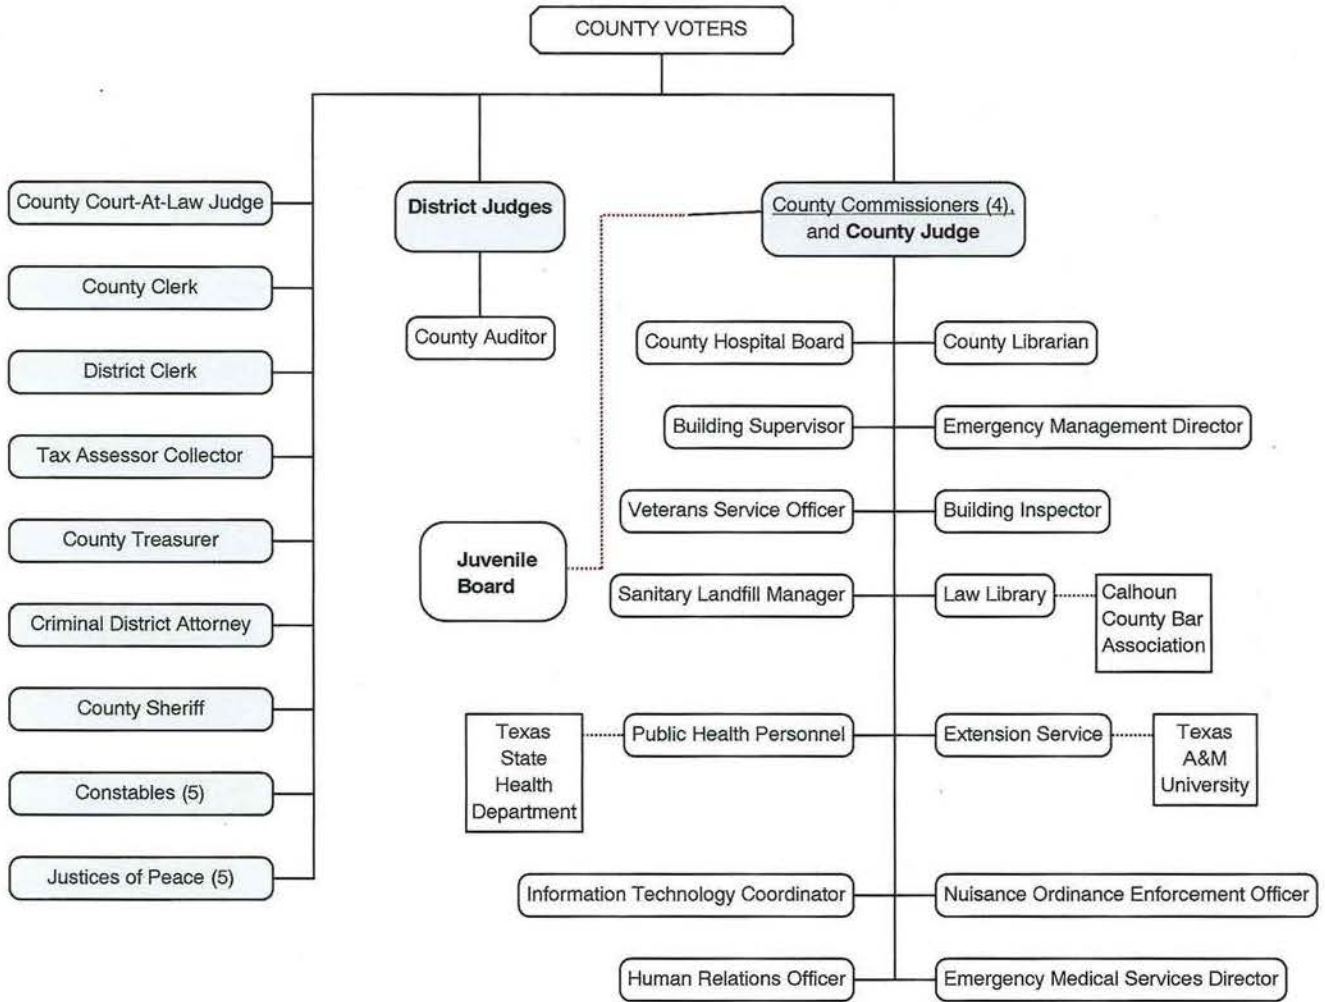 COUNTY VOTERS
County Court-At-Law Judge
County Clerk
District Clerk
Tax Assessor Collector
County Treasurer
Criminal District Attorney
County Sheriff
Constables (5)
Justices of Peace (5)
District Judges
County Auditor
Juvenile
Board
County Commissioners (4),
and County Judge
County Hospital Board
County Librarian
Building Supervisor
Emergency Management Director
Veterans Service Officer
Building Inspector
Sanitary Landfill Manager
Law Library
Calhoun
County Bar
Association
Texas
State
Health
Department
Public Health Personnel
Extension Service
Texas
A&M
University
Information Technology Coordinator
Nuisance Ordinance Enforcement Officer
Human Relations Officer
Emergency Medical Services Director